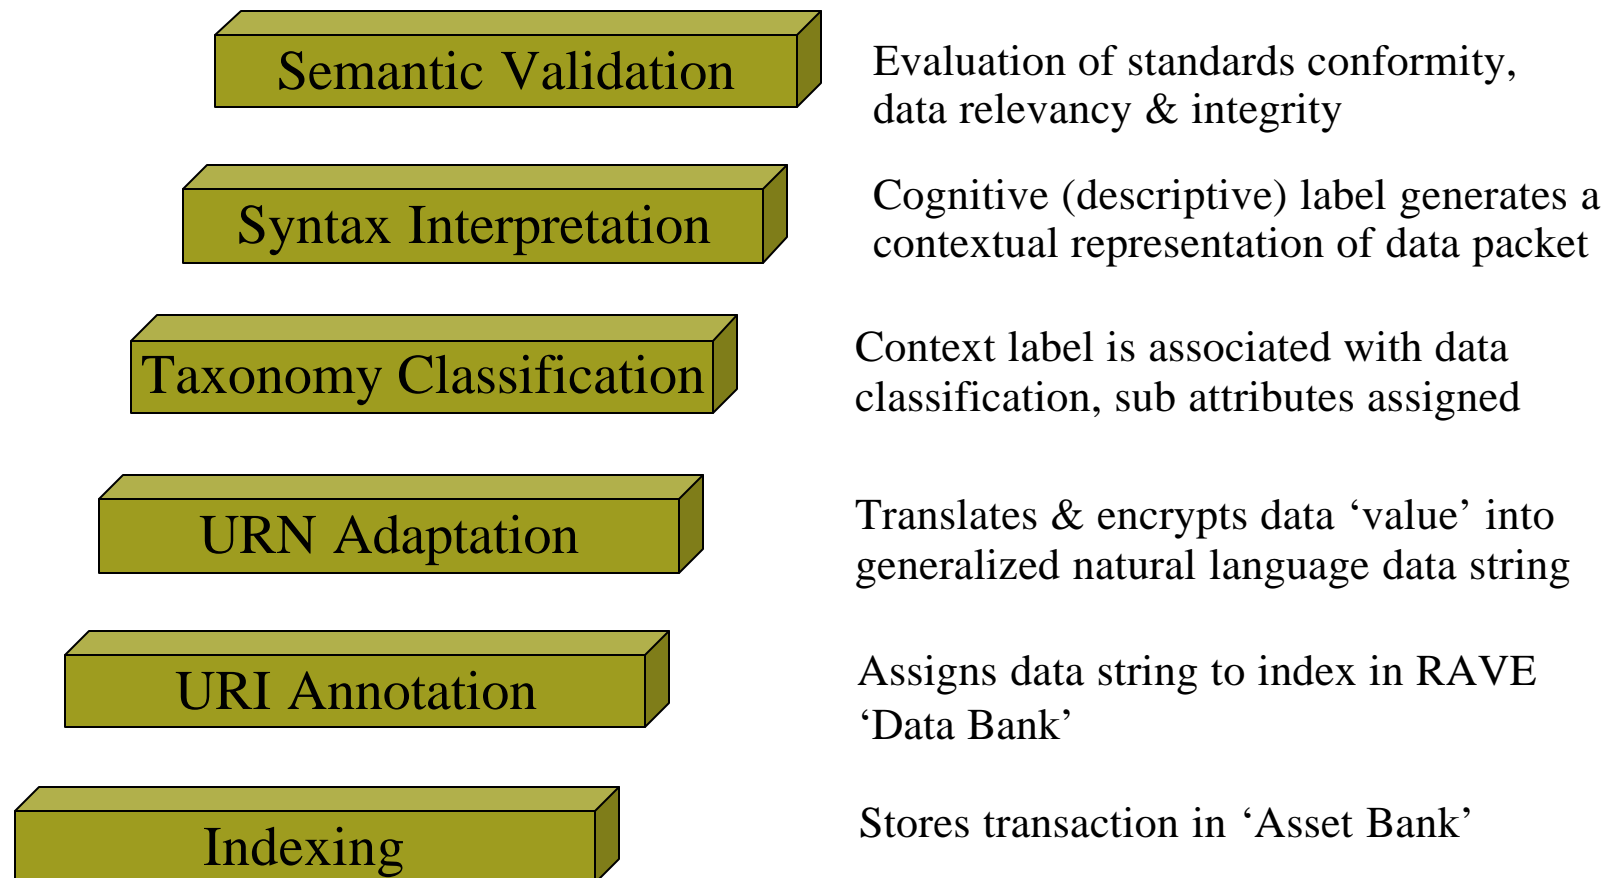 Semantic Validation
Evaluation of standards conformity,
data relevancy & integrity
Syntax Interpretation
Cognitive (descriptive) label generates a
contextual representation of data packet
Taxonomy Classification
Context label is associated with data
classification, sub attributes assigned
URN Adaptation
Translates & encrypts data ‘value’ into
generalized natural language data string
URI Annotation
Assigns data string to index in RAVE
‘Data Bank’
Indexing
Stores transaction in ‘Asset Bank’